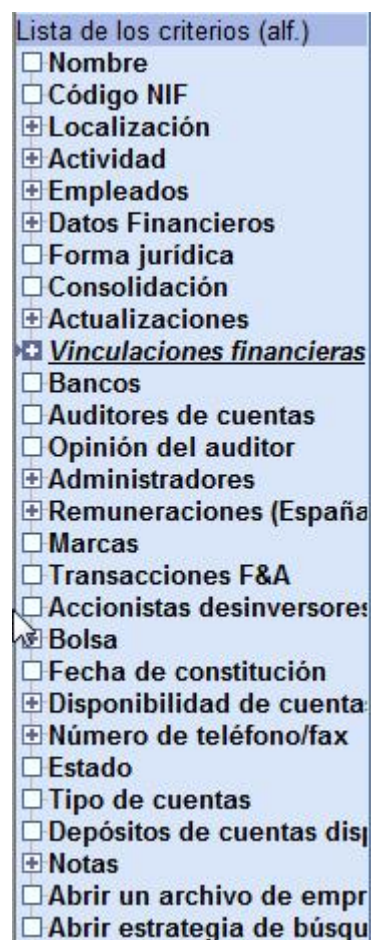 Lista de los criterios (alf.)
Nombre
Código NIF
Localización
Actividad
Empleados
Datos Financieros
Forma jurídica
Consolidación
Actualizaciones
Vinculaciones financieras
Bancos
Auditores de cuentas
Opinión del auditor
Administradores
Remuneraciones (España
Marcas
Transacciones F&A
Accionistas desinversores
Bolsa
Fecha de constitución
Disponibilidad de cuenta
Número de teléfono/fax
Estado
Tipo de cuentas
Depósitos de cuentas disp
Notas
Abrir un archivo de empr
Abrir estrategia de búsqu